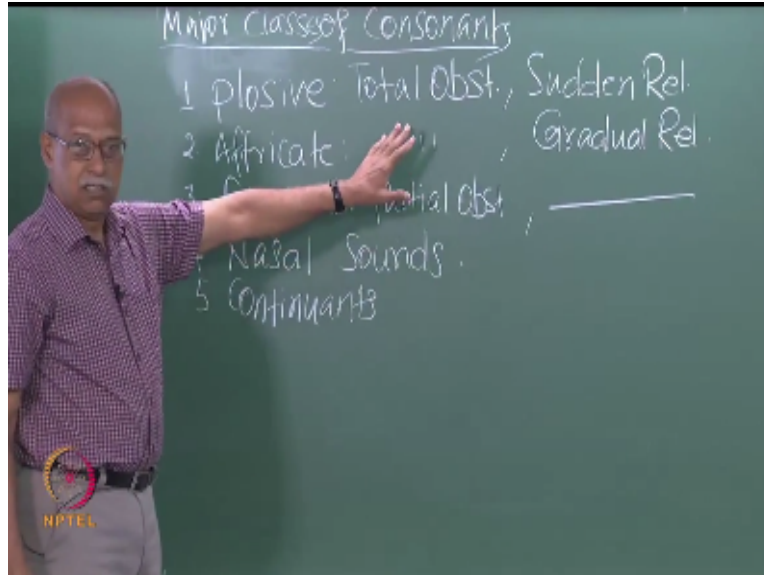 Major Classes of Consonants
1 Plosive: Total Obst., Sudden Rel.
2 Affricate: " , Gradual Rel.
3 Partial Obst ,
Nasal Sounds.
5 Continuants
NPTEL